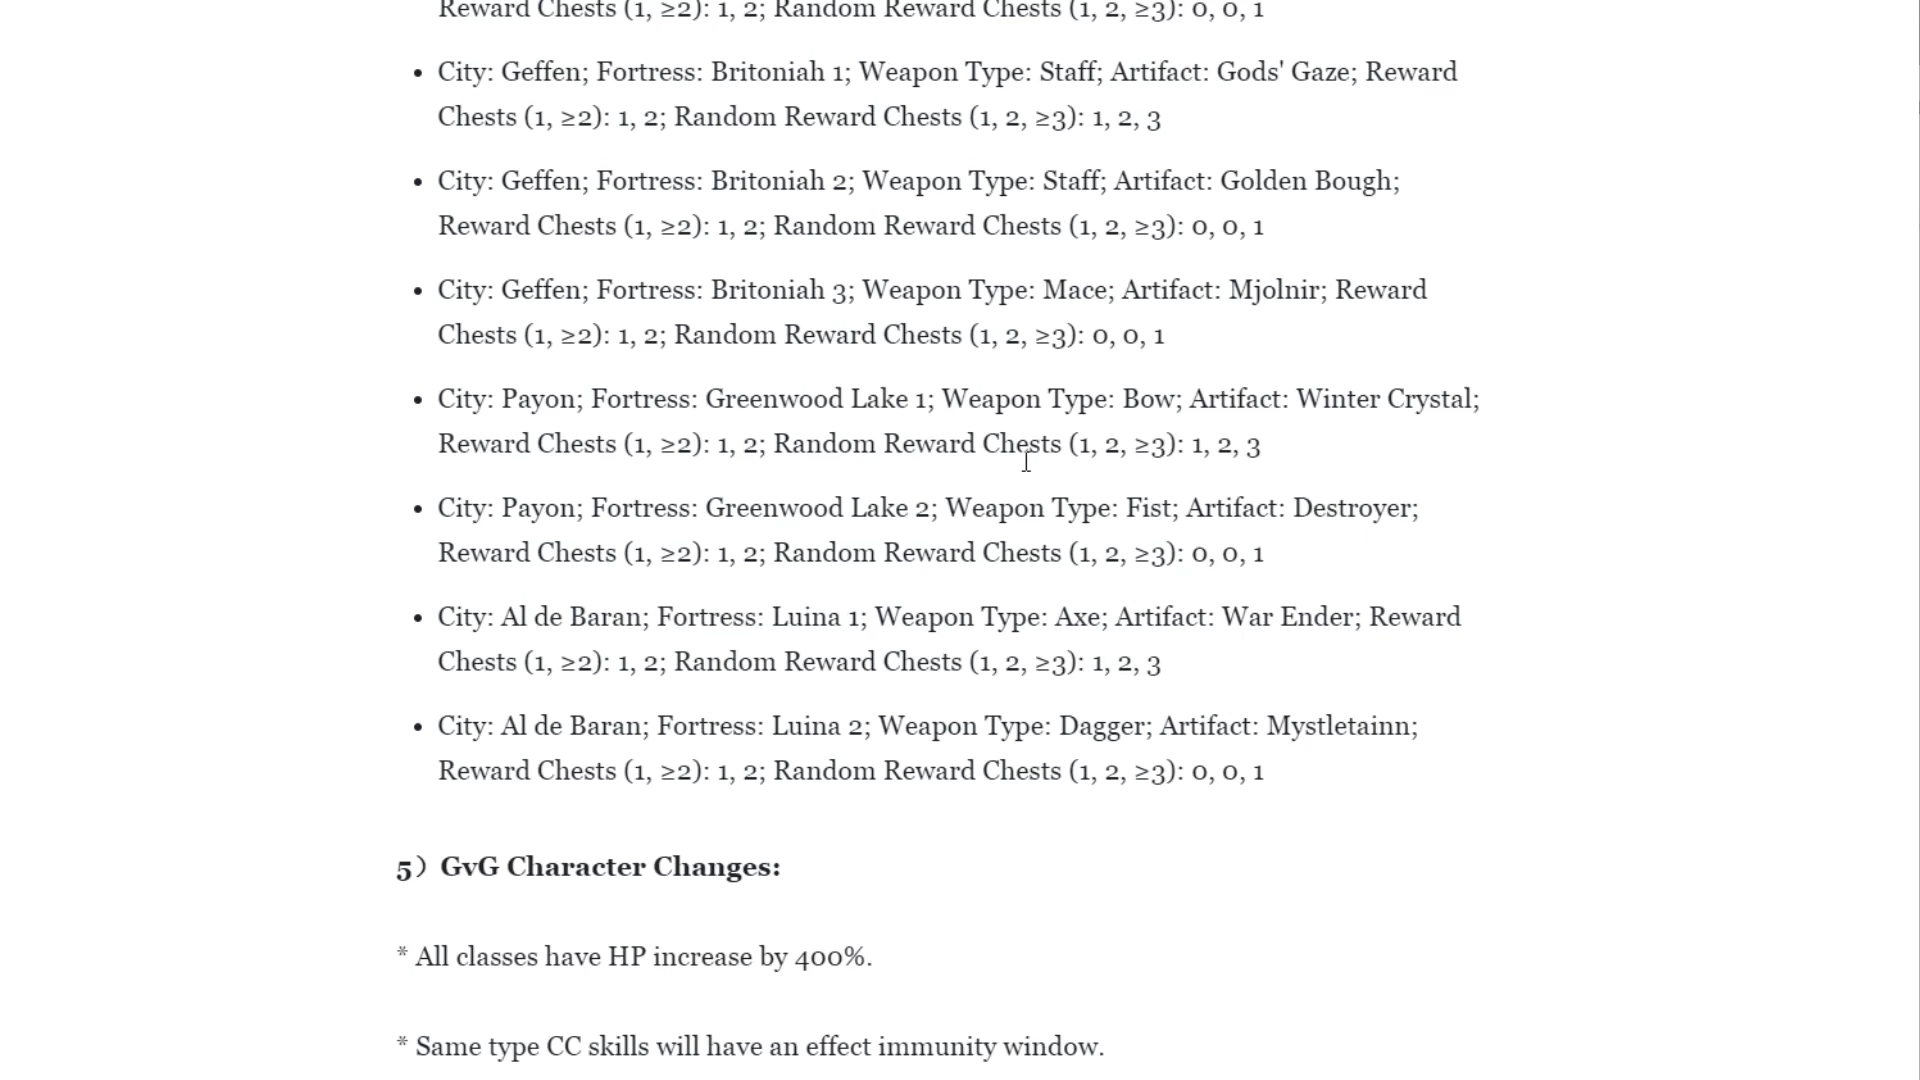 Reward Chests (1, ≥2): 1, 2; Random Reward Chests (1, 2, ≥3): 0, 0, 1
• City: Geffen; Fortress: Britoniah 1; Weapon Type: Staff; Artifact: Gods' Gaze; Reward
Chests (1, ≥2): 1, 2; Random Reward Chests (1, 2, ≥3): 1, 2, 3
• City: Geffen; Fortress: Britoniah 2; Weapon Type: Staff; Artifact: Golden Bough;
Reward Chests (1, ≥2): 1, 2; Random Reward Chests (1, 2, ≥3): 0, 0, 1
• City: Geffen; Fortress: Britoniah 3; Weapon Type: Mace; Artifact: Mjolnir; Reward
Chests (1, ≥2): 1, 2; Random Reward Chests (1, 2, ≥3): 0, 0, 1
• City: Payon; Fortress: Greenwood Lake 1; Weapon Type: Bow; Artifact: Winter Crystal;
Reward Chests (1, ≥2): 1, 2; Random Reward Chests (1, 2, ≥3): 1, 2, 3
• City: Payon; Fortress: Greenwood Lake 2; Weapon Type: Fist; Artifact: Destroyer;
Reward Chests (1, ≥2): 1, 2; Random Reward Chests (1, 2, ≥3): 0, 0, 1
• City: Al de Baran; Fortress: Luina 1; Weapon Type: Axe; Artifact: War Ender; Reward
Chests (1, ≥2): 1, 2; Random Reward Chests (1, 2, ≥3): 1, 2, 3
• City: Al de Baran; Fortress: Luina 2; Weapon Type: Dagger; Artifact: Mystletainn;
Reward Chests (1, ≥2): 1, 2; Random Reward Chests (1, 2, ≥3): 0, 0, 1
5）GvG Character Changes:
* All classes have HP increase by 400%.
* Same type CC skills will have an effect immunity window.